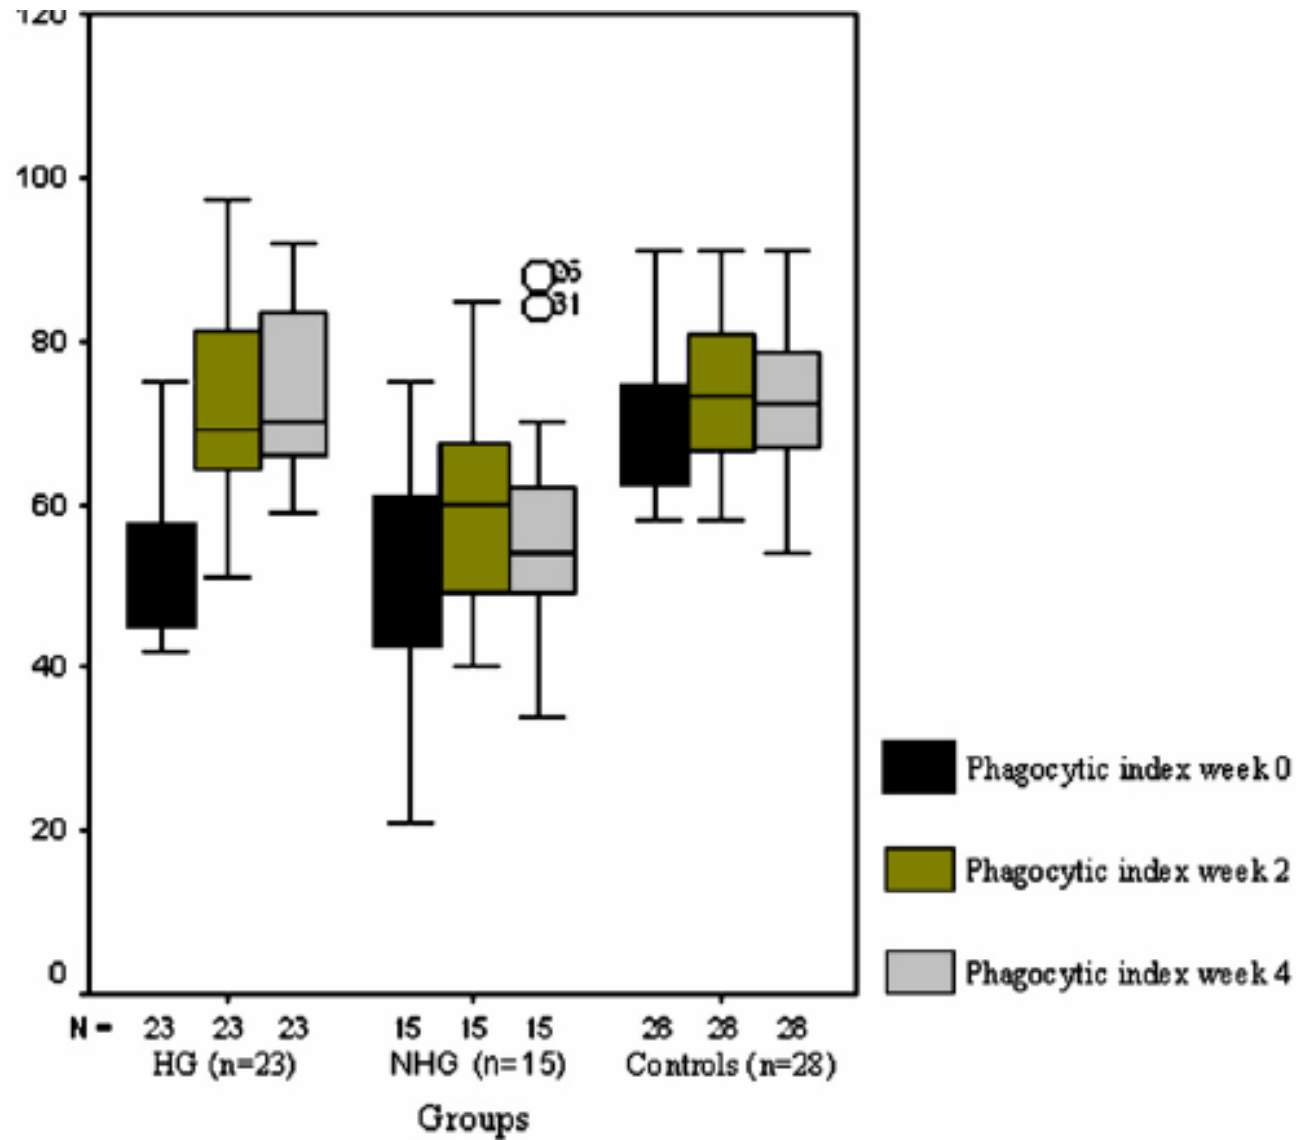 120
100
80
60
40
20
0
31
N = 23 23 23 15 15 15 28 28 28
HG (n=23) NHG (n=15) Controls (n=28)
Groups
Phagocytic index week 0
Phagocytic index week 2
Phagocytic index week 4